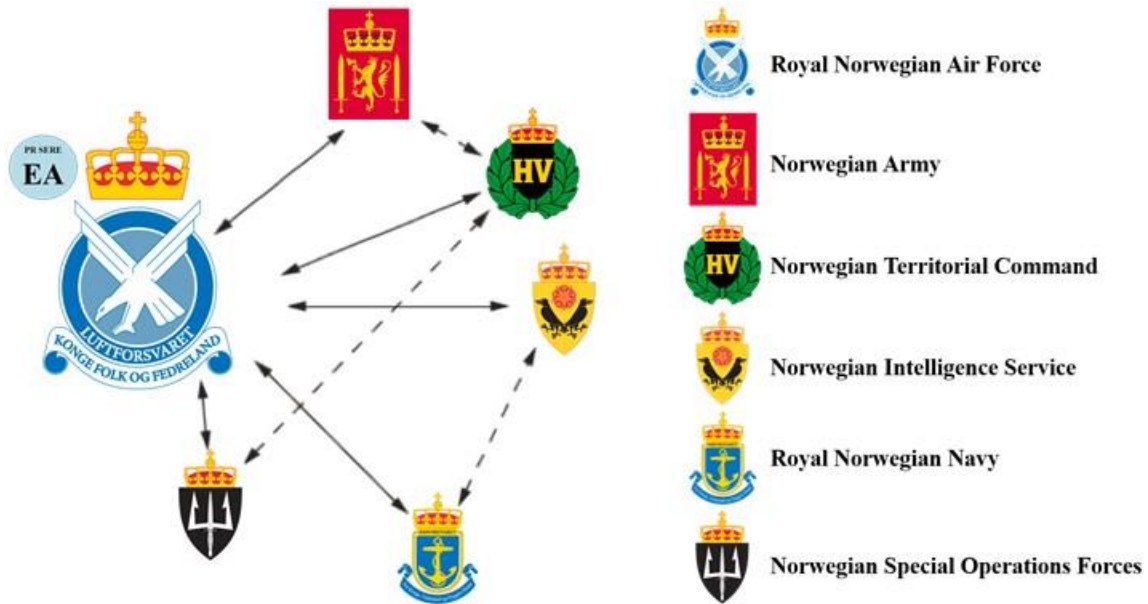 PR SERE
EA
HV
LUFTFORSVARET
KONGE FOLK OG FEDRELAND
Royal Norwegian Air Force
Norwegian Army
HV
Norwegian Territorial Command
Norwegian Intelligence Service
Royal Norwegian Navy
Norwegian Special Operations Forces